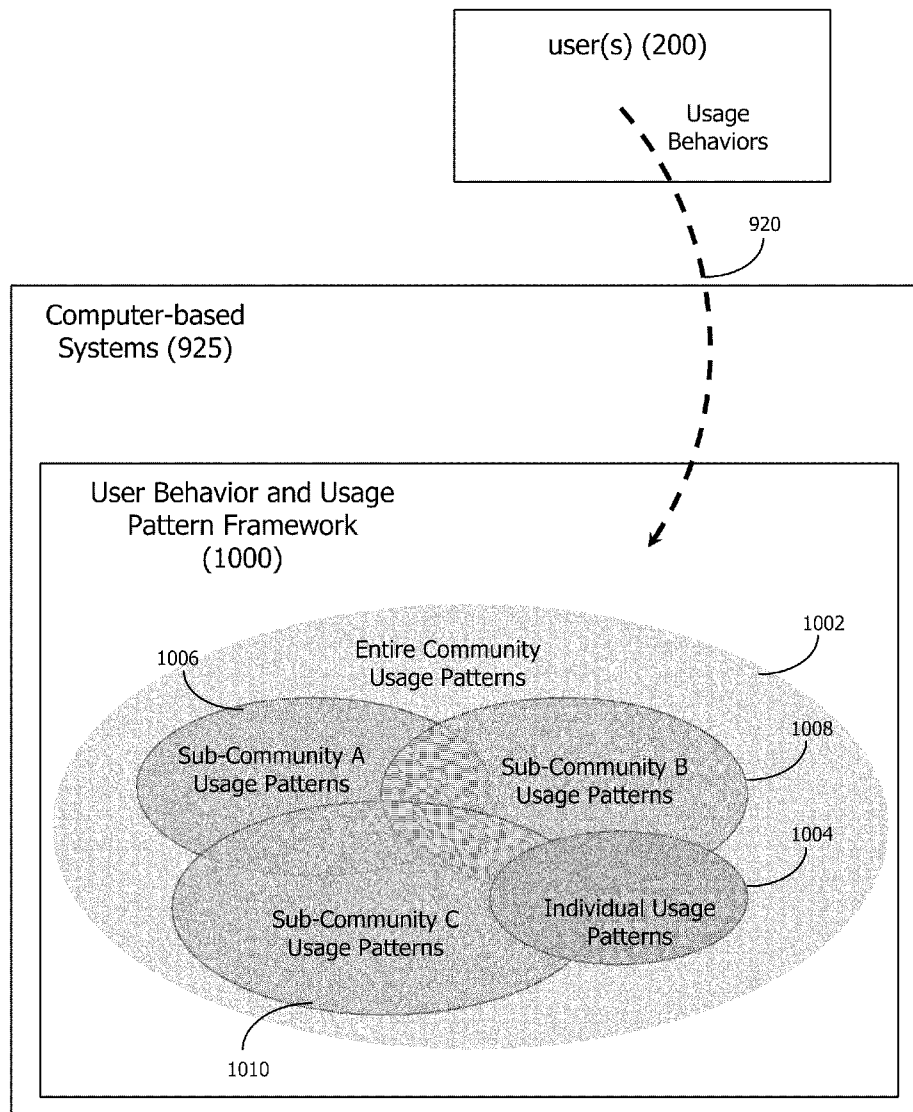 user(s) (200)
Usage
Behaviors
920
Computer-based
Systems (925)
User Behavior and Usage
Pattern Framework
(1000)
1002
Entire Community
Usage Patterns
1006
1008
Sub-Community A
Usage Patterns
Sub-Community B
Usage Patterns
1004
Sub-Community C
Usage Patterns
Individual Usage
Patterns
1010